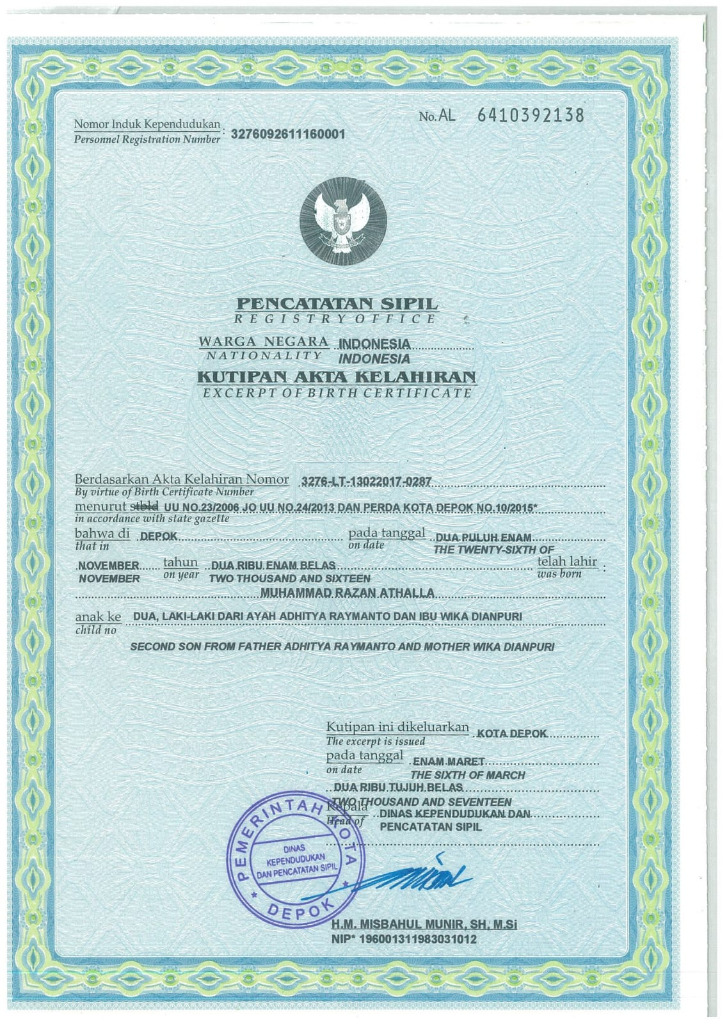 Nomor Induk Kependudukan : 3276092611160001
Personnel Registration Number
No. AL 6410392138
PENCATATAN SIPIL
REGISTRY OFFICE
WARGA NEGARA INDONESIA
NATIONALITY INDONESIA
KUTIPAN AKTA KELAHIRAN
EXCERPT OF BIRTH CERTIFICATE
Berdasarkan Akta Kelahiran Nomor 3276-LT-13022017-0287
By virtue of Birth Certificate Number
menurut stbld UU NO.23/2006 JO UU NO.24/2013 DAN PERDA KOTA DEPOK NO.10/2015*
in accordance with state gazette
bahwa di DEPOK pada tanggal DUA PULUH ENAM
that in on date THE TWENTY-SIXTH OF
NOVEMBER tahun DUA RIBU ENAM BELAS telah lahir :
NOVEMBER on year TWO THOUSAND AND SIXTEEN was born
MUHAMMAD RAZAN ATHALLA
anak ke DUA, LAKI-LAKI DARI AYAH ADHITYA RAYMANTO DAN IBU WIKA DIANPURI
child no
SECOND SON FROM FATHER ADHITYA RAYMANTO AND MOTHER WIKA DIANPURI
Kutipan ini dikeluarkan KOTA DEPOK
The excerpt is issued
pada tanggal ENAM MARET
on date THE SIXTH OF MARCH
DUA RIBU TUJUH BELAS
TWO THOUSAND AND SEVENTEEN
Kepala DINAS KEPENDUDUKAN DAN
Head of PENCATATAN SIPIL
PEMERINTAH KOTA
DINAS
KEPENDUDUKAN
DAN PENCATATAN SIPIL
* DEPOK *
H.M. MISBAHUL MUNIR, SH, M.Si
NIP* 196001311983031012